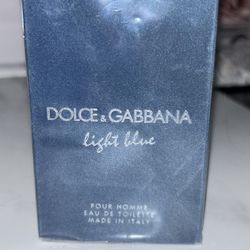 DOLCE & GABBANA
light blue
POUR HOMME
EAU DE TOILETTE
MADE IN ITALY